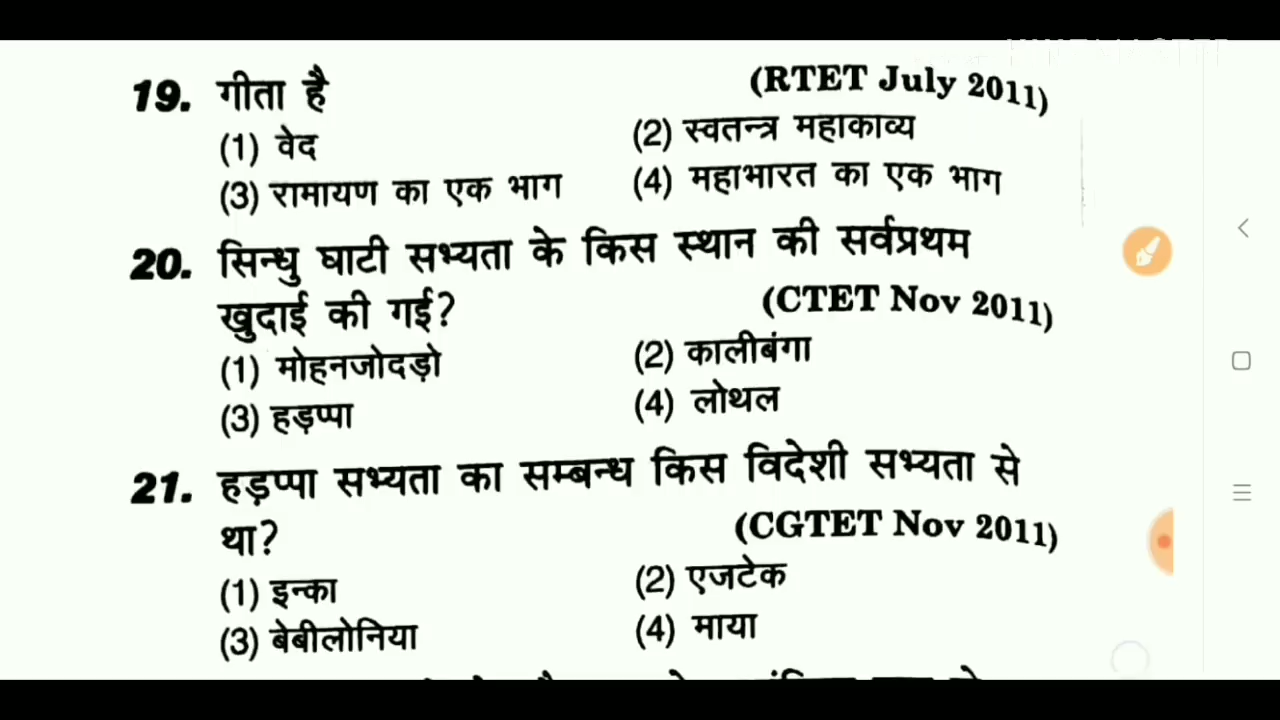 19. गीता है (RTET July 2011)
(1) वेद (2) स्वतन्त्र महाकाव्य
(3) रामायण का एक भाग (4) महाभारत का एक भाग
20. सिन्धु घाटी सभ्यता के किस स्थान की सर्वप्रथम
खुदाई की गई? (CTET Nov 2011)
(1) मोहनजोदड़ो (2) कालीबंगा
(3) हड़प्पा (4) लोथल
21. हड़प्पा सभ्यता का सम्बन्ध किस विदेशी सभ्यता से
था? (CGTET Nov 2011)
(1) इन्का (2) एजटेक
(3) बेबीलोनिया (4) माया